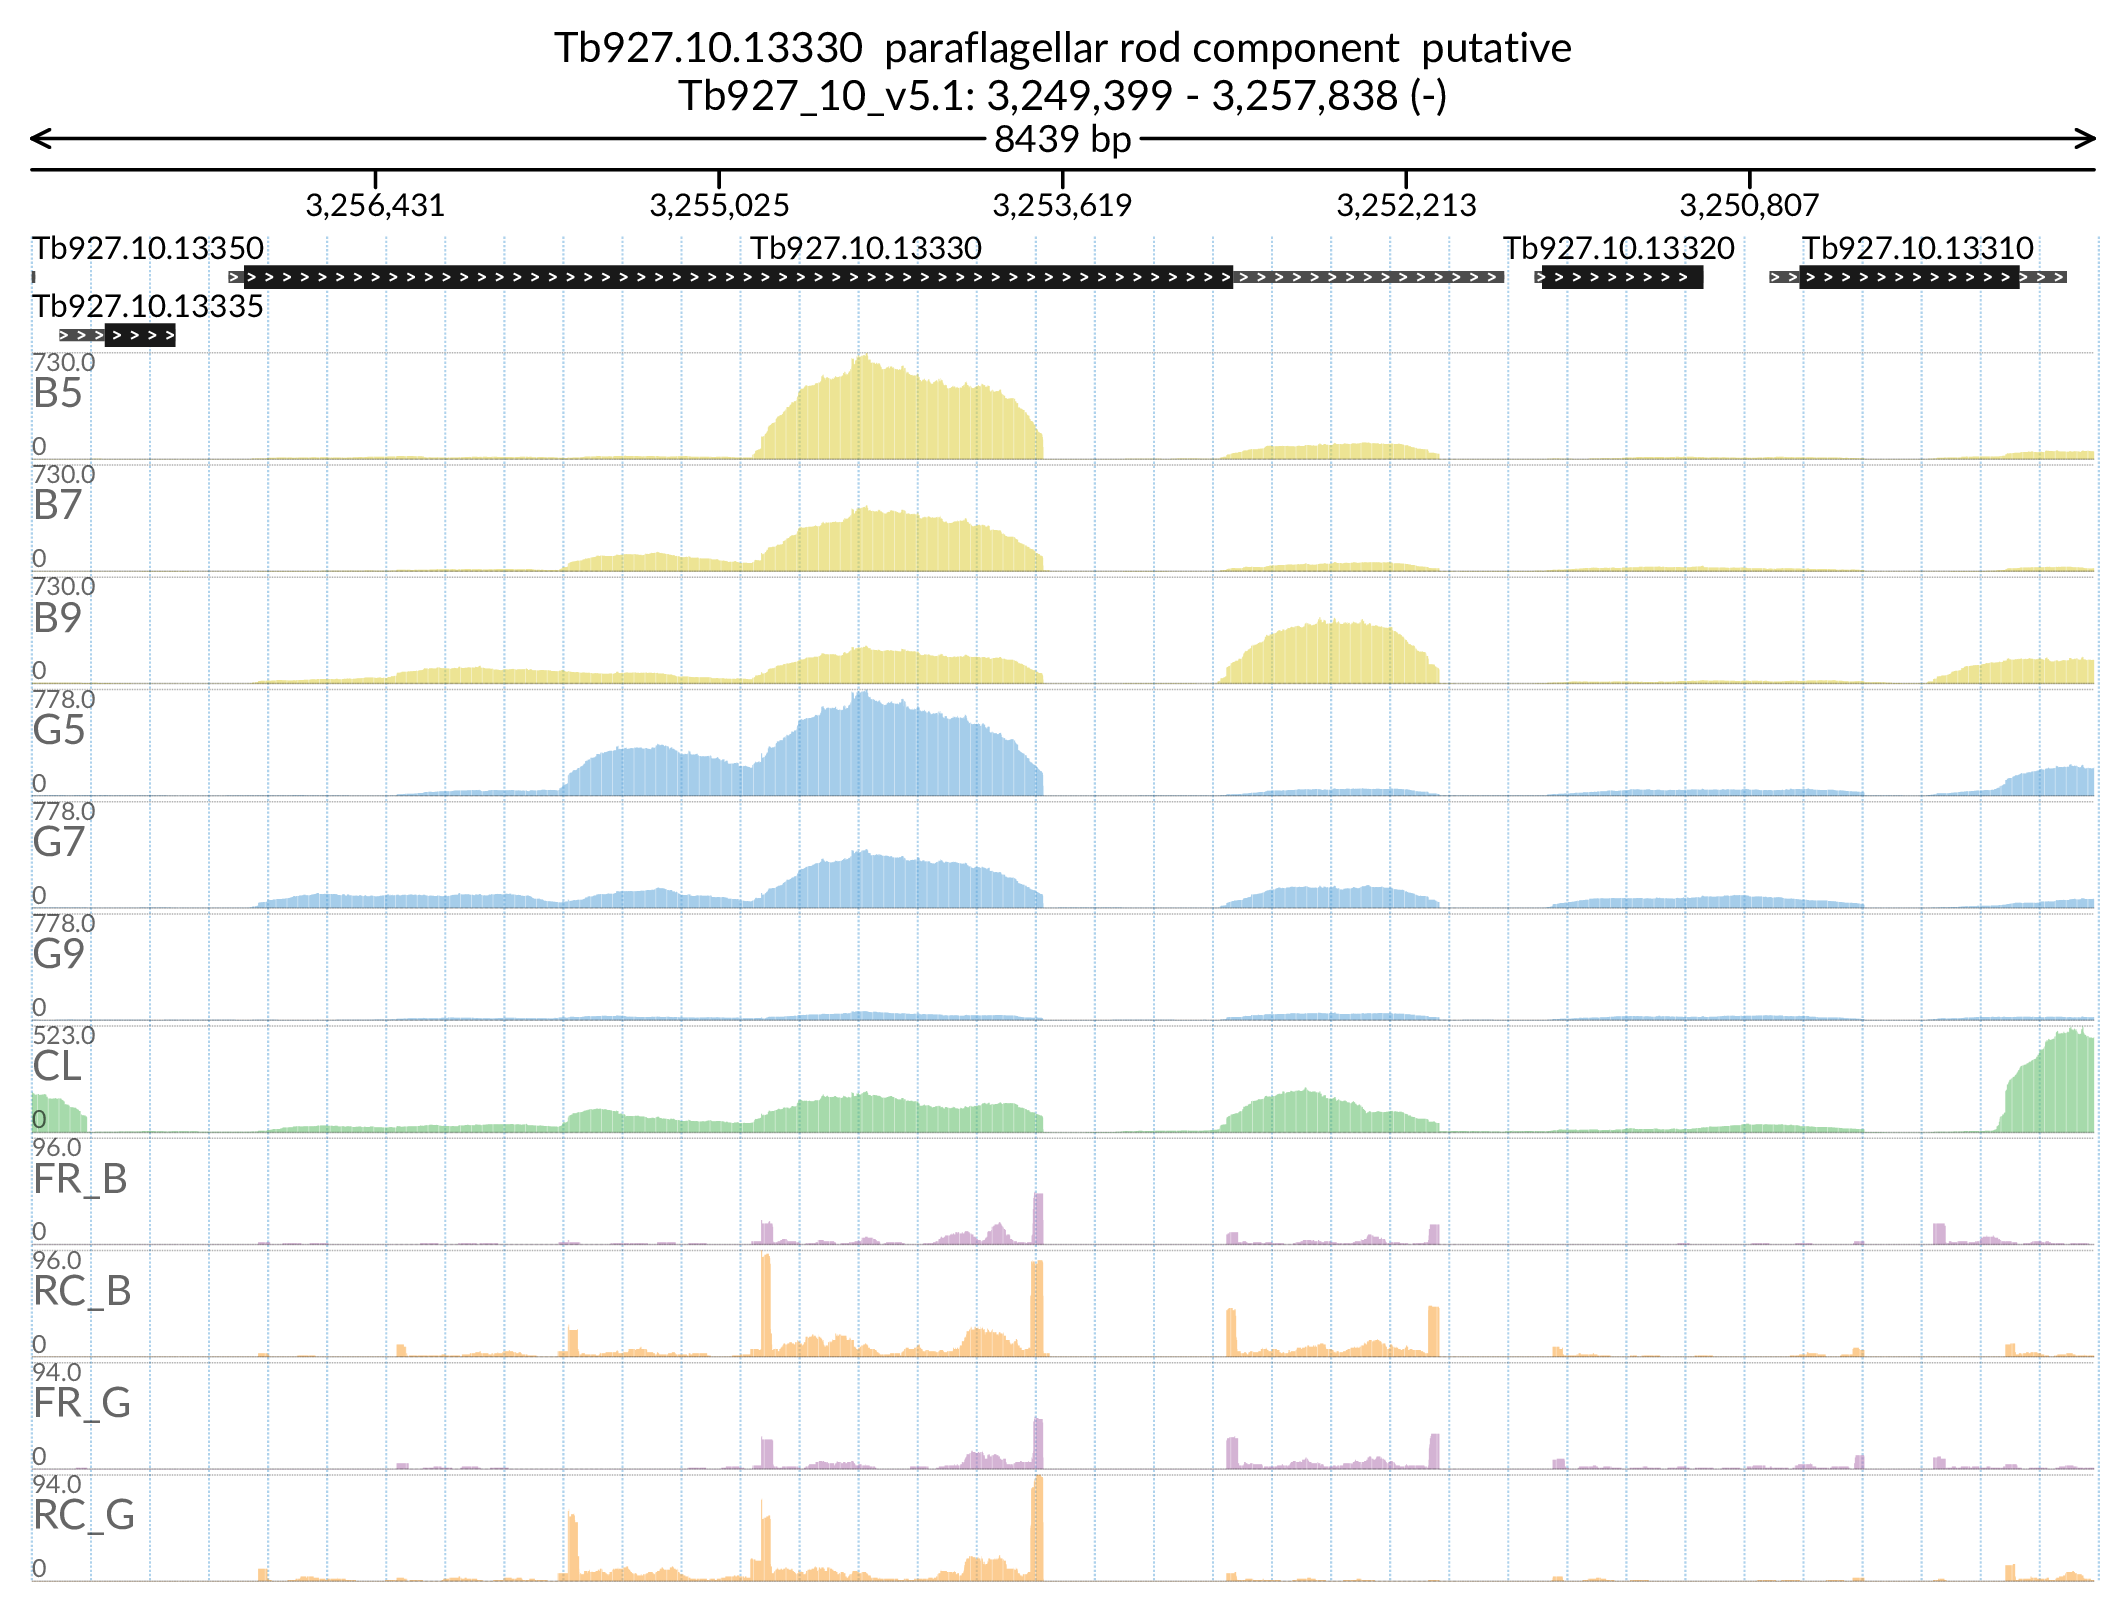 Tb927.10.13330  paraflagellar rod component  putative
Tb927_10_v5.1: 3,249,399 - 3,257,838 (-)
8439 bp
3,256,431 3,255,025 3,253,619 3,252,213 3,250,807
Tb927.10.13350 Tb927.10.13330 Tb927.10.13320 Tb927.10.13310
Tb927.10.13335
730.0
B5
0
730.0
B7
0
730.0
B9
0
778.0
G5
0
778.0
G7
0
778.0
G9
0
523.0
CL
0
96.0
FR_B
0
96.0
RC_B
0
94.0
FR_G
0
94.0
RC_G
0